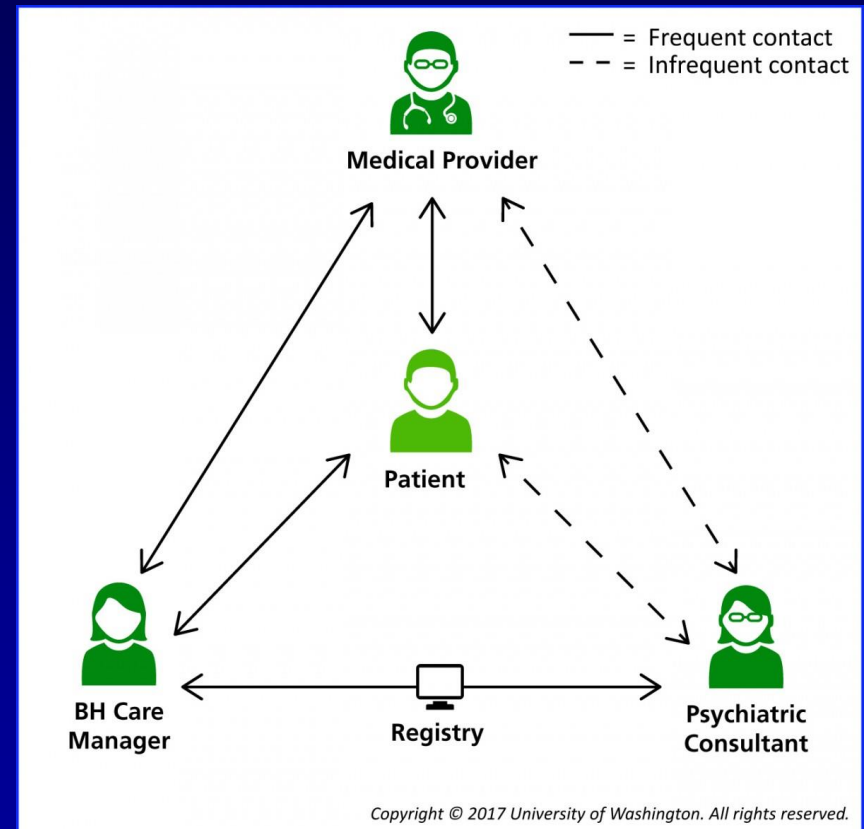 = Frequent contact
= Infrequent contact
Medical Provider
Patient
BH Care
Manager
Registry
Psychiatric
Consultant
Copyright © 2017 University of Washington. All rights reserved.